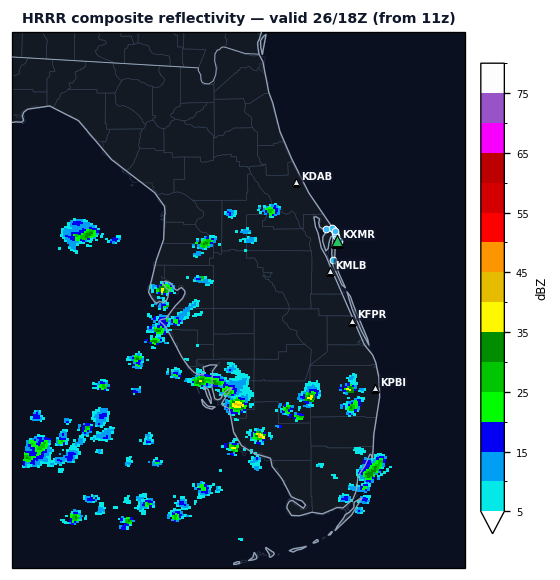 HRRR composite reflectivity — valid 26/18Z (from 11z)
KDAB
KXMR
KMLB
KFPR
KPBI
75
65
55
45
35
25
15
5
dBZ